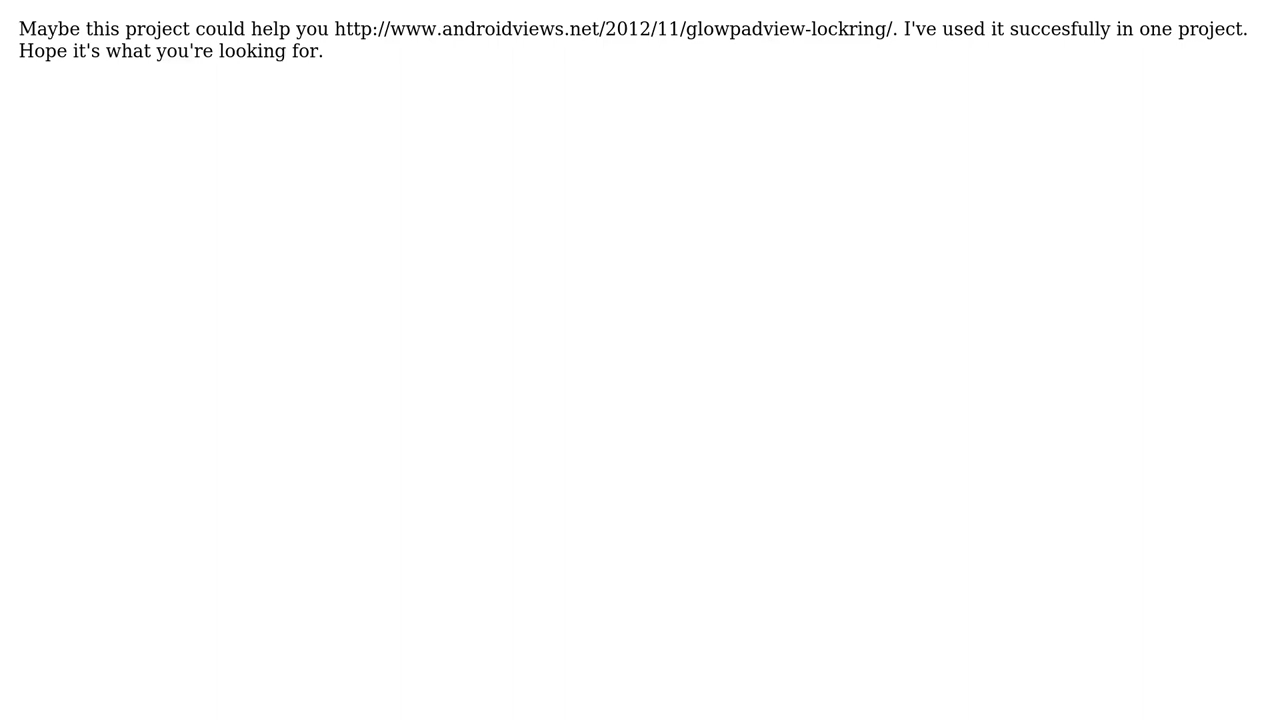 Maybe this project could help you http://www.androidviews.net/2012/11/glowpadview-lockring/. I've used it succesfully in one project.
Hope it's what you're looking for.